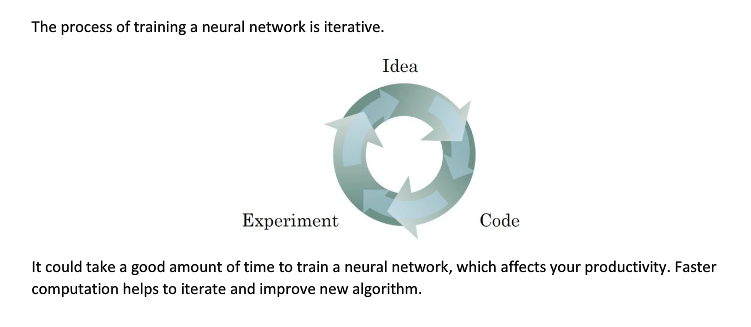 The process of training a neural network is iterative.
Idea
Experiment
Code
It could take a good amount of time to train a neural network, which affects your productivity. Faster
computation helps to iterate and improve new algorithm.